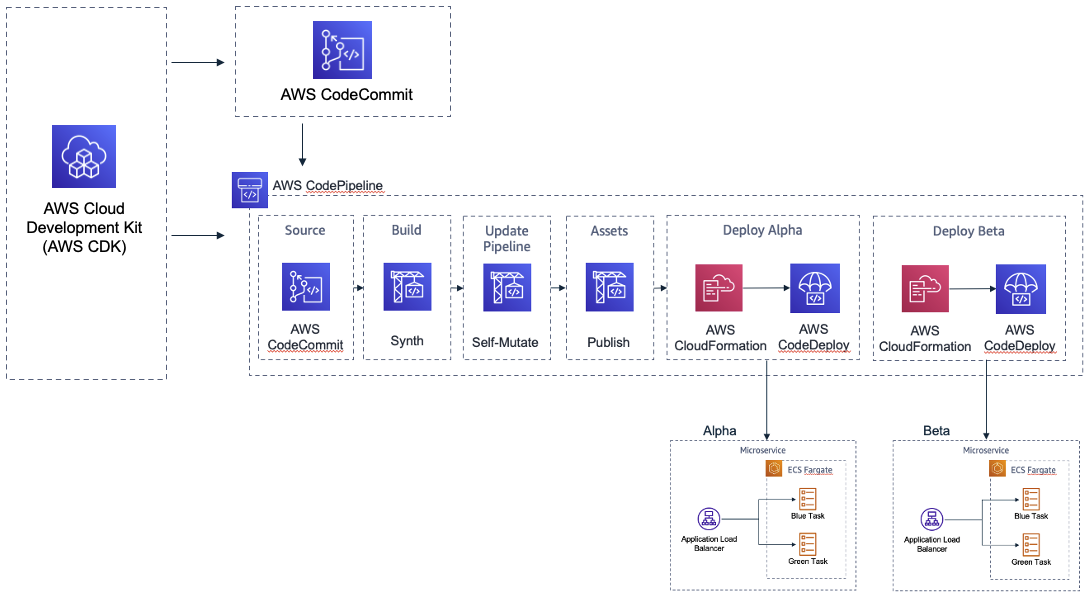 AWS CodeCommit
AWS Cloud
Development Kit
(AWS CDK)
AWS CodePipeline
Source
AWS
CodeCommit
Build
Synth
Update
Pipeline
Self-Mutate
Assets
Publish
Deploy Alpha
AWS
CloudFormation
AWS
CodeDeploy
Deploy Beta
AWS
CloudFormation
AWS
CodeDeploy
Alpha
Microservice
ECS Fargate
Blue Task
Application Load
Balancer
Green Task
Beta
Microservice
ECS Fargate
Blue Task
Application Load
Balancer
Green Task